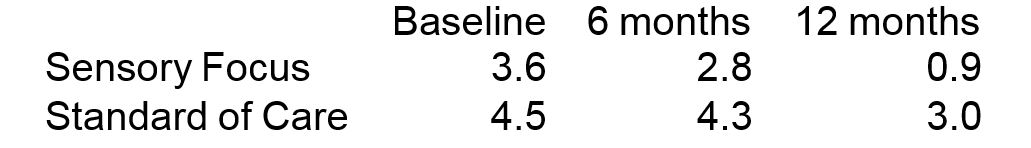 Baseline 6 months 12 months
Sensory Focus 3.6 2.8 0.9
Standard of Care 4.5 4.3 3.0